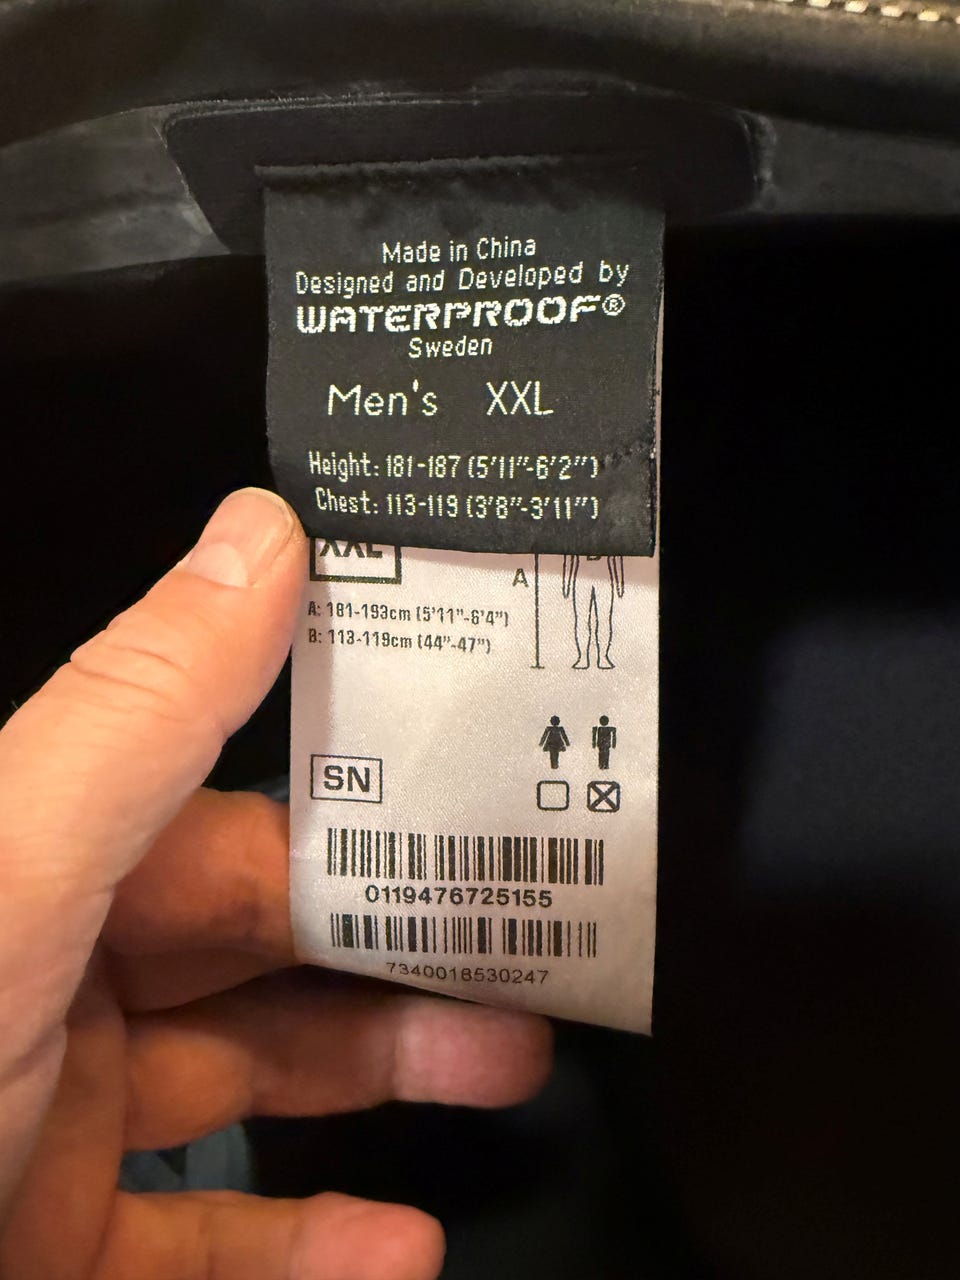 Made in China
Designed and Developed by
WATERPROOF®
Sweden
Men's XXL
Height: 181-187 (5'11"-6'2")
Chest: 113-119 (3'8"-3'11")
XXL
A
A: 181-193cm (5'11"-6'4")
B: 113-119cm (44"-47")
SN
0119476725155
7340018530247